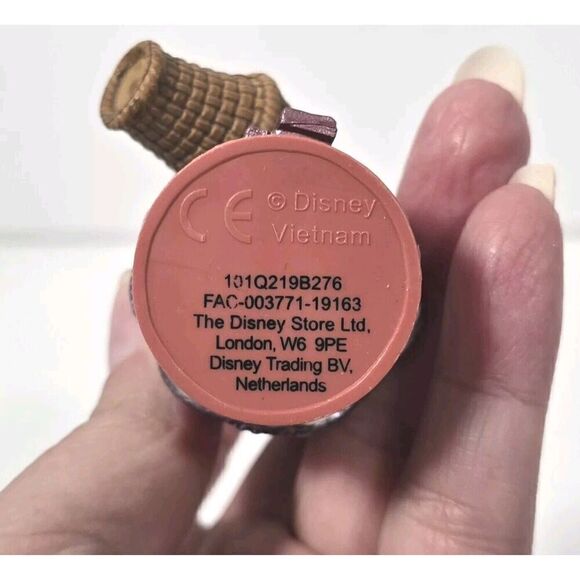 CE
© Disney
Vietnam
101Q219B276
FAC-003771-19163
The Disney Store Ltd,
London, W6 9PE
Disney Trading BV,
Netherlands